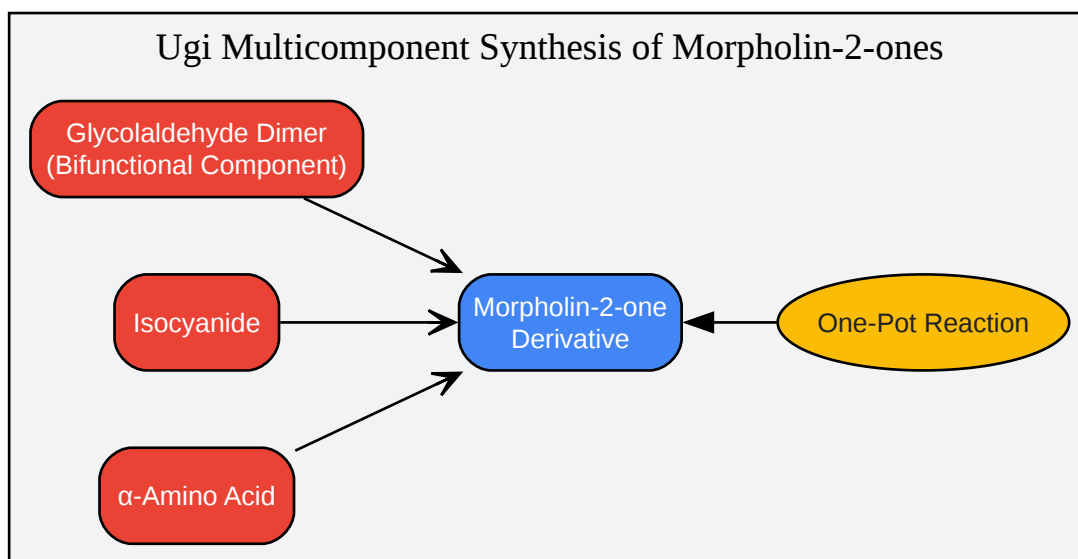 Ugi Multicomponent Synthesis of Morpholin-2-ones
Glycolaldehyde Dimer
(Bifunctional Component)
Isocyanide
Morpholin-2-one
Derivative
One-Pot Reaction
α-Amino Acid